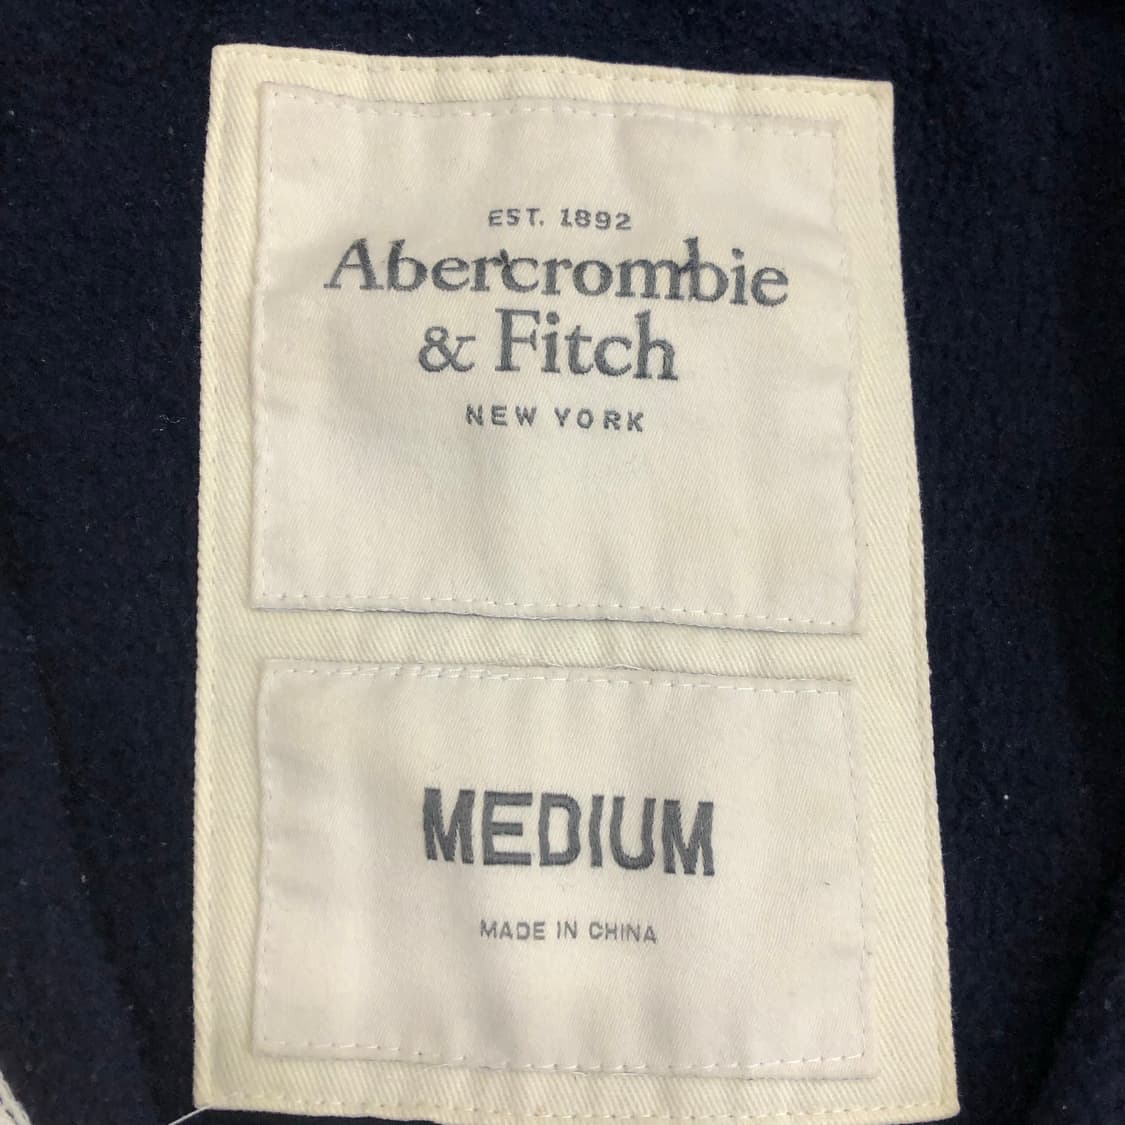 EST. 1892
Abercrombie
& Fitch
NEW YORK
MEDIUM
MADE IN CHINA